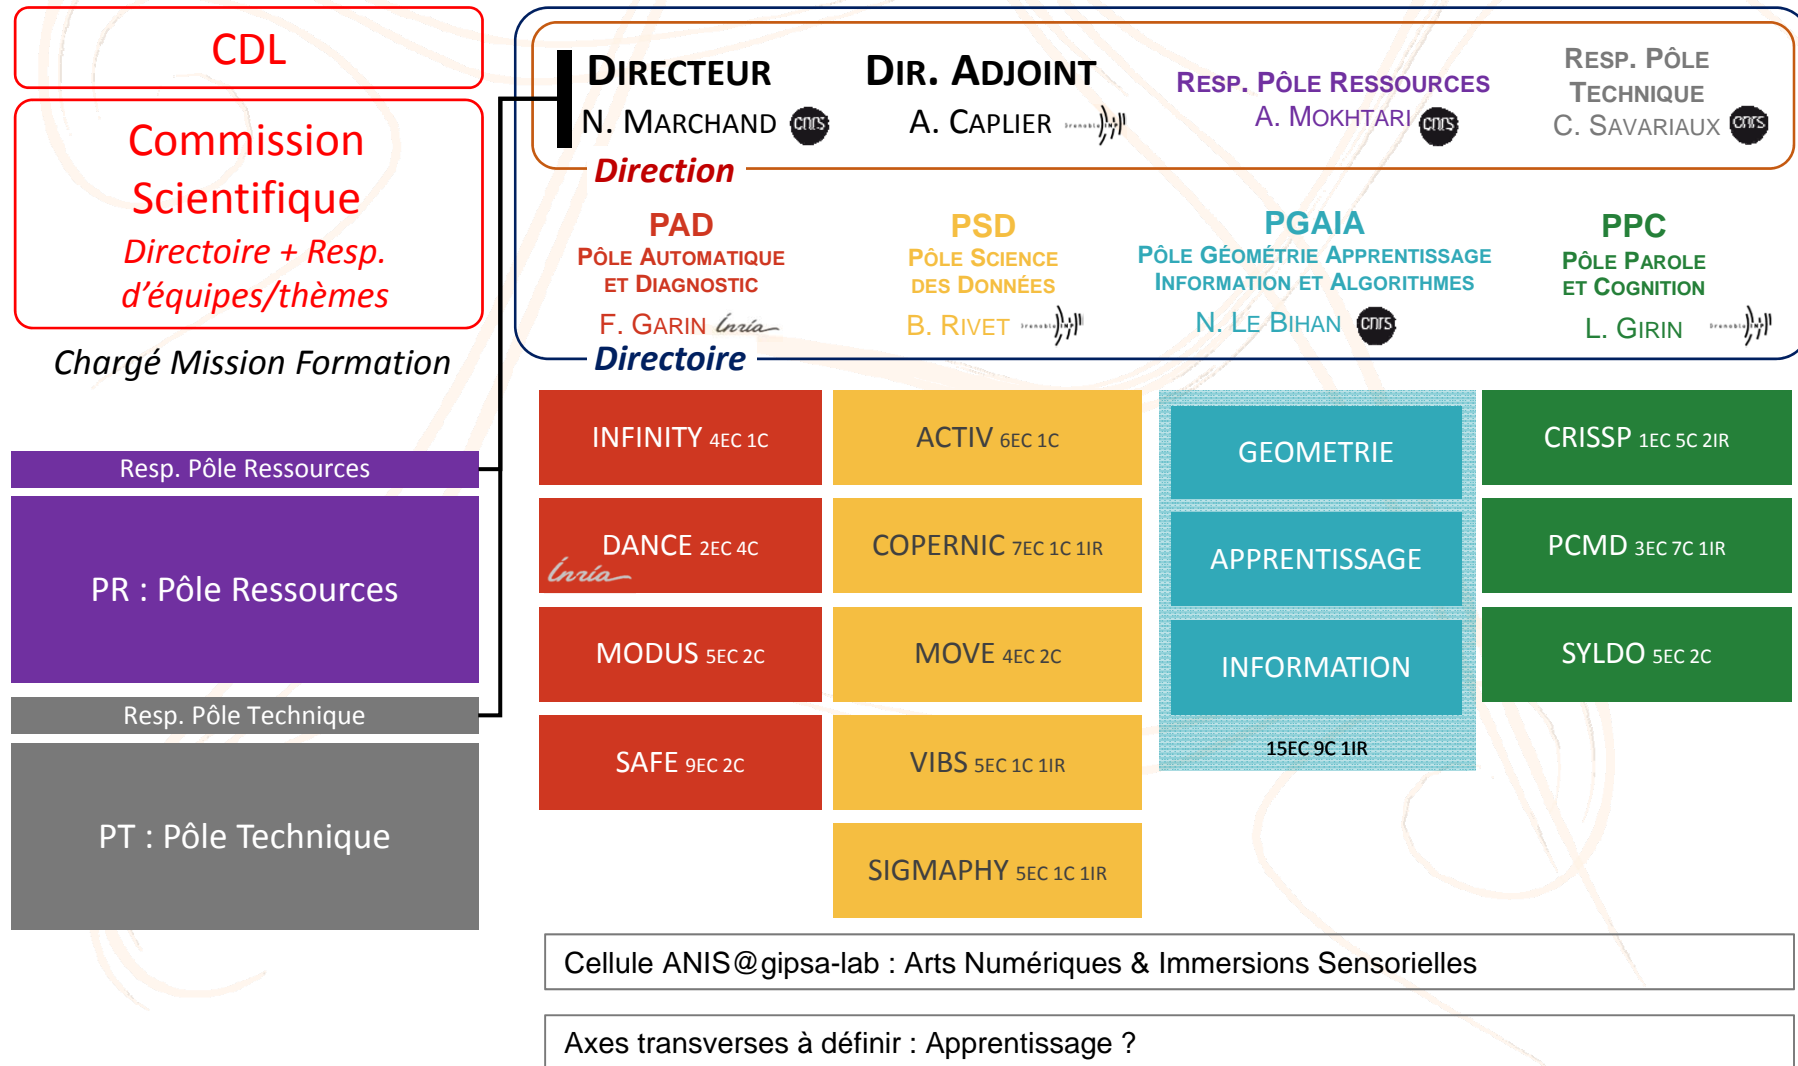 CDL
Commission
Scientifique
Directoire + Resp.
d'équipes/thèmes
Chargé Mission Formation
Resp. Pôle Ressources
PR : Pôle Ressources
Resp. Pôle Technique
PT : Pôle Technique
DIRECTEUR
N. MARCHAND cnrs
DIR. ADJOINT
A. CAPLIER
RESP. PÔLE RESSOURCES
A. MOKHTARI cnrs
RESP. PÔLE
TECHNIQUE
C. SAVARIAUX cnrs
Direction
PAD
PÔLE AUTOMATIQUE
ET DIAGNOSTIC
F. GARIN Inria
PSD
PÔLE SCIENCE
DES DONNÉES
B. RIVET
PGAIA
PÔLE GÉOMÉTRIE APPRENTISSAGE
INFORMATION ET ALGORITHMES
N. LE BIHAN cnrs
PPC
PÔLE PAROLE
ET COGNITION
L. GIRIN
Directoire
INFINITY 4EC 1C
DANCE 2EC 4C
Inria
MODUS 5EC 2C
SAFE 9EC 2C
ACTIV 6EC 1C
COPERNIC 7EC 1C 1IR
MOVE 4EC 2C
VIBS 5EC 1C 1IR
SIGMAPHY 5EC 1C 1IR
GEOMETRIE
APPRENTISSAGE
INFORMATION
15EC 9C 1IR
CRISSP 1EC 5C 2IR
PCMD 3EC 7C 1IR
SYLDO 5EC 2C
Cellule ANIS@gipsa-lab : Arts Numériques & Immersions Sensorielles
Axes transverses à définir : Apprentissage ?